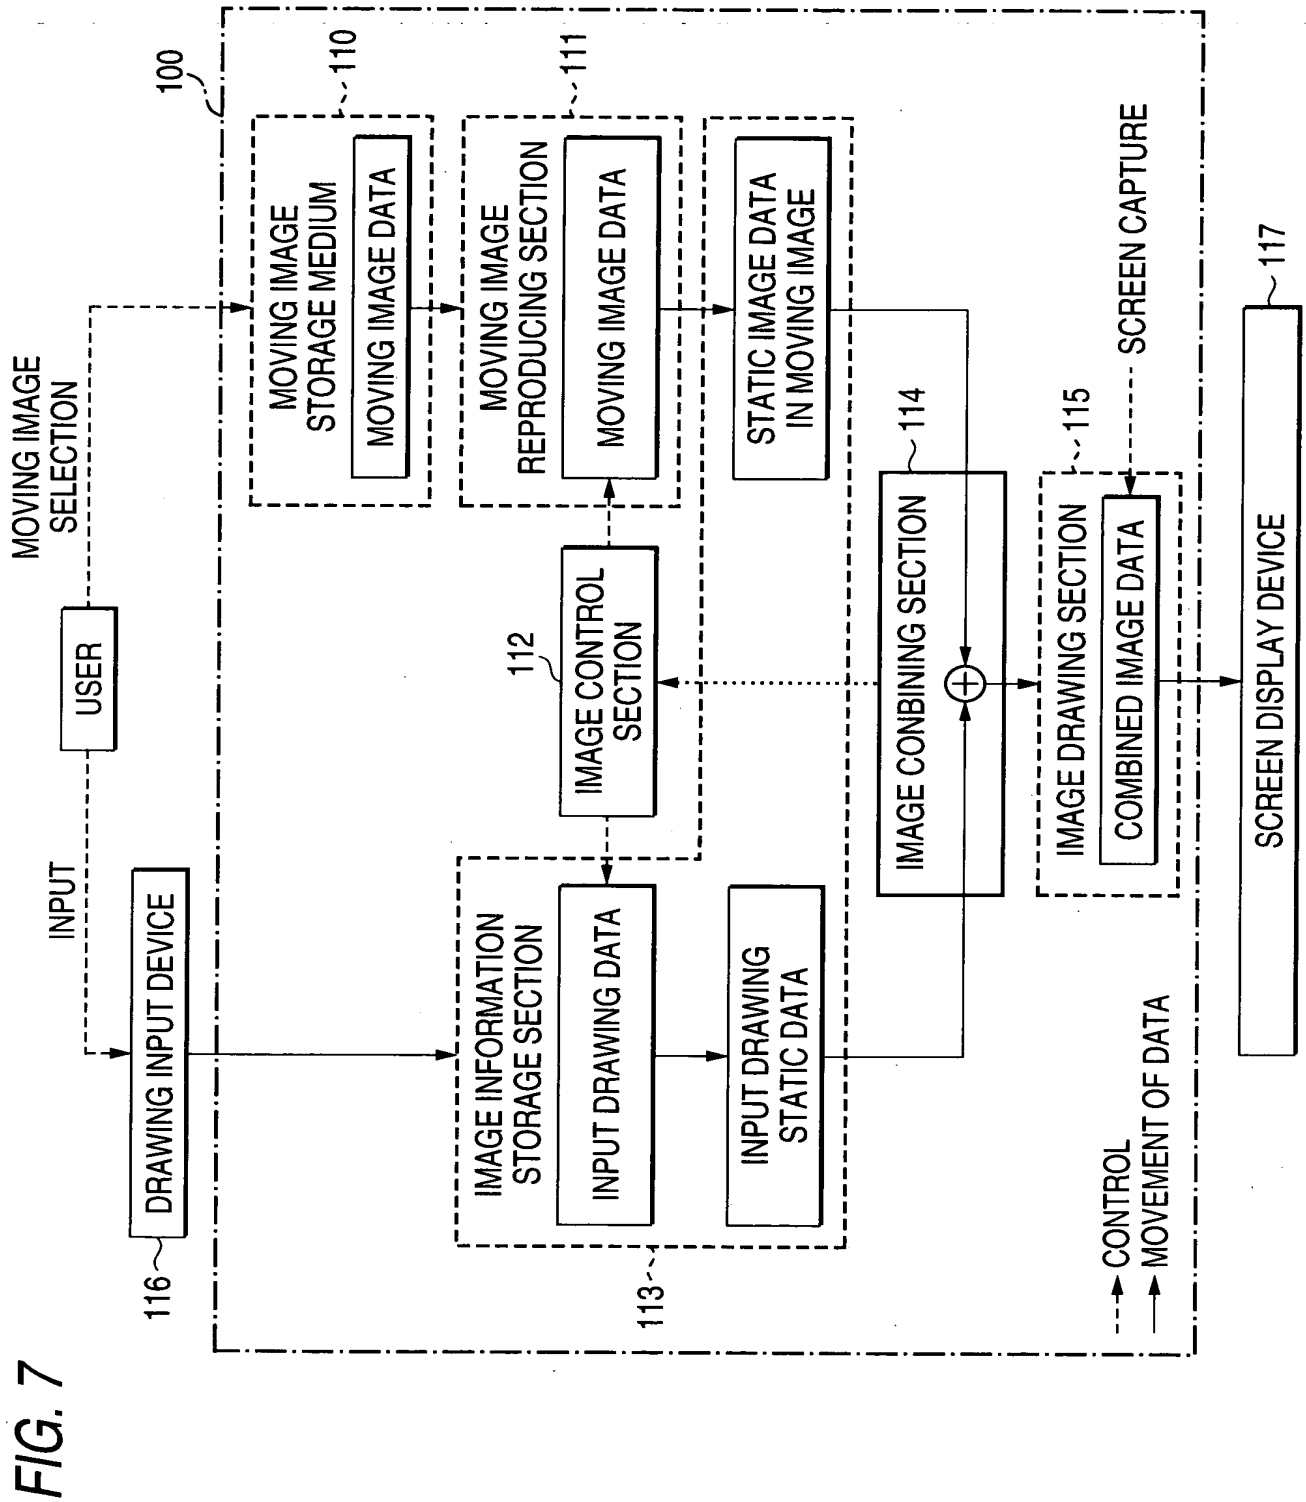 FIG. 7
MOVING IMAGE
SELECTION
USER
INPUT
DRAWING INPUT DEVICE
116
100
MOVING IMAGE
STORAGE MEDIUM
MOVING IMAGE DATA
110
MOVING IMAGE
REPRODUCING SECTION
MOVING IMAGE DATA
111
112
IMAGE CONTROL
SECTION
IMAGE INFORMATION
STORAGE SECTION
INPUT DRAWING DATA
INPUT DRAWING
STATIC DATA
113
STATIC IMAGE DATA
IN MOVING IMAGE
IMAGE CONBINING SECTION
114
IMAGE DRAWING SECTION
COMBINED IMAGE DATA
115
SCREEN CAPTURE
CONTROL
MOVEMENT OF DATA
SCREEN DISPLAY DEVICE
117